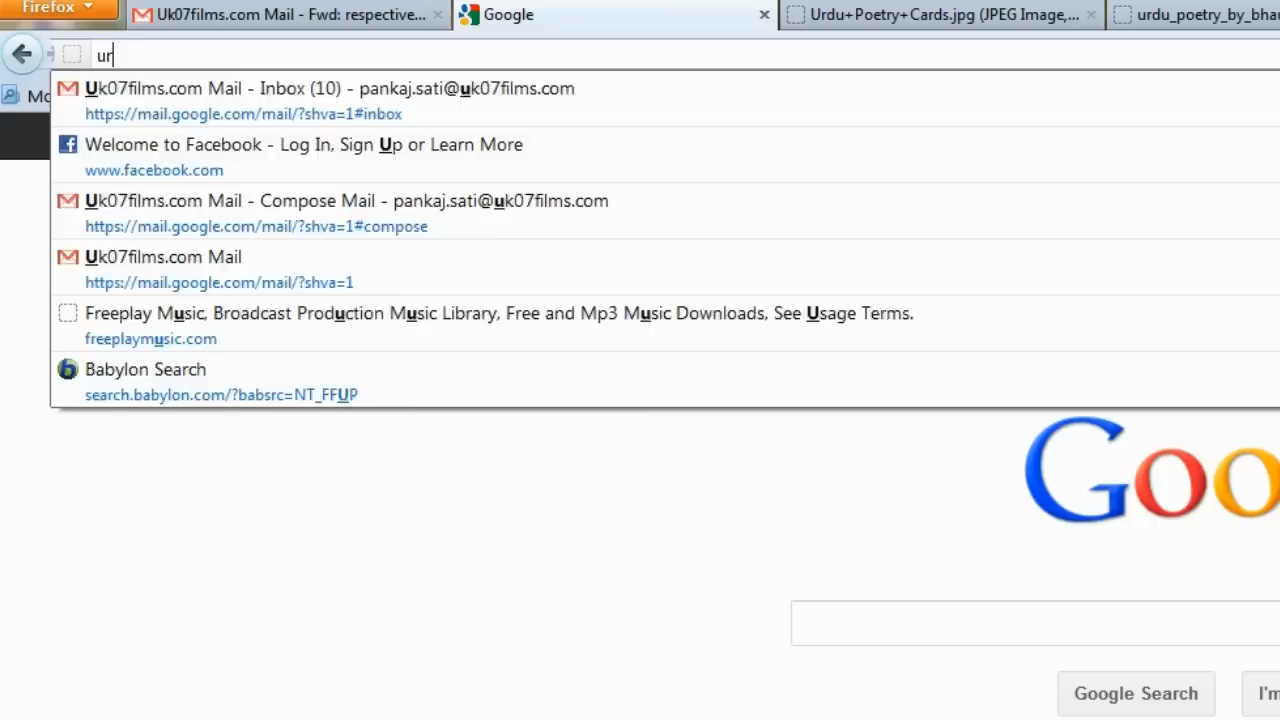 Firefox
Uk07films.com Mail - Fwd: respective...
Google
Urdu+Poetry+Cards.jpg (JPEG Image,...
urdu_poetry_by_bha
ur
Mo
Uk07films.com Mail - Inbox (10) - pankaj.sati@uk07films.com
https://mail.google.com/mail/?shva=1#inbox
Welcome to Facebook - Log In, Sign Up or Learn More
www.facebook.com
Uk07films.com Mail - Compose Mail - pankaj.sati@uk07films.com
https://mail.google.com/mail/?shva=1#compose
Uk07films.com Mail
https://mail.google.com/mail/?shva=1
Freeplay Music, Broadcast Production Music Library, Free and Mp3 Music Downloads, See Usage Terms.
freeplaymusic.com
Babylon Search
search.babylon.com/?babsrc=NT_FFUP
Goo
Google Search
I'm